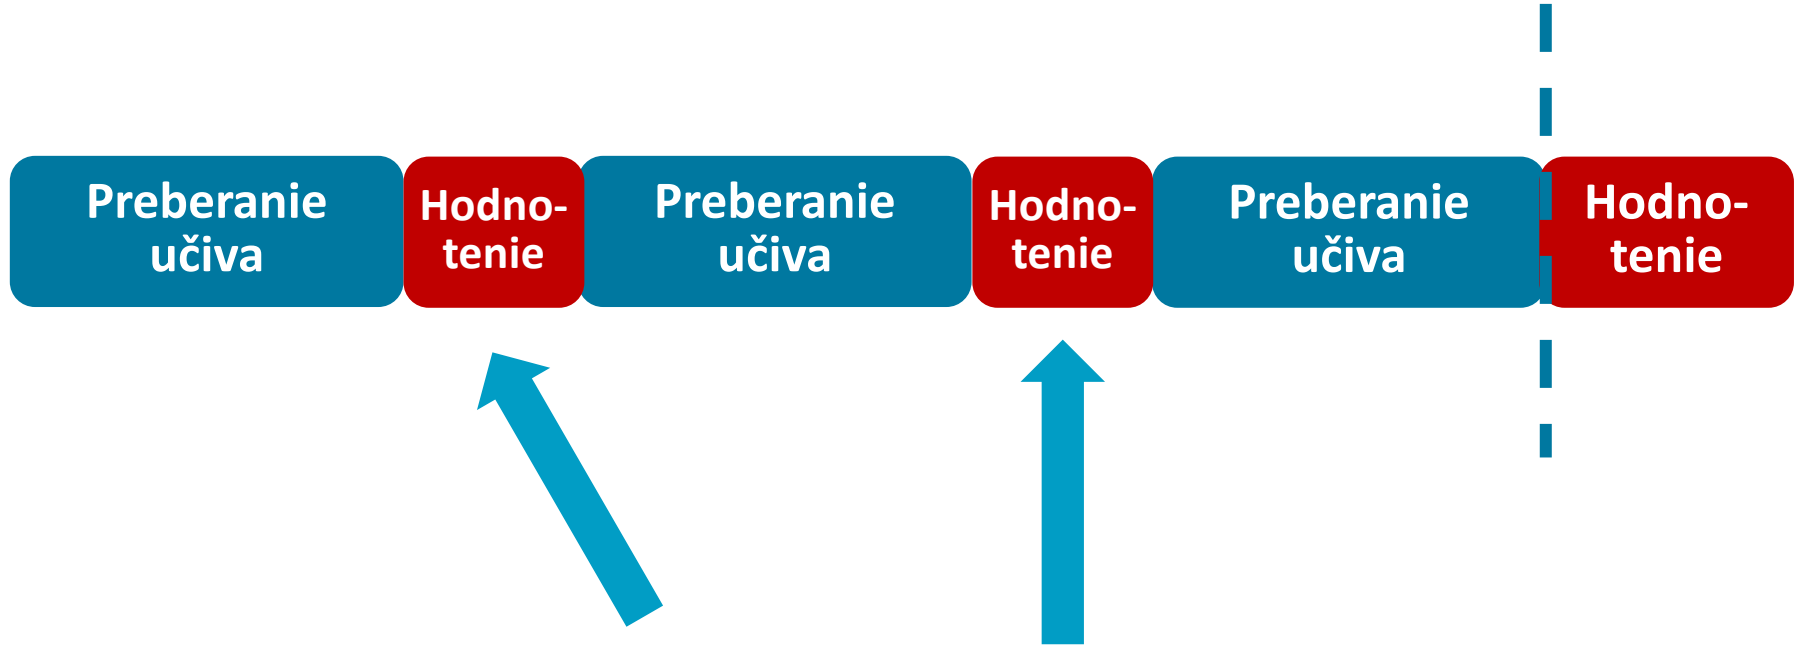 Preberanie
učiva
Hodno-
tenie
Preberanie
učiva
Hodno-
tenie
Preberanie
učiva
Hodno-
tenie